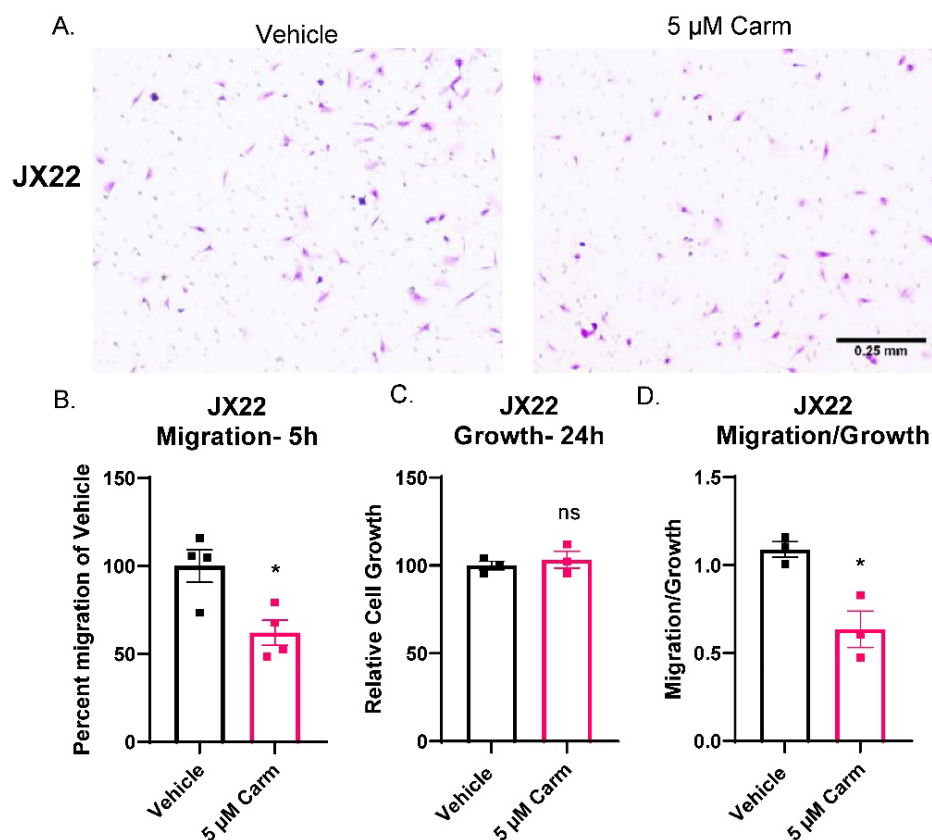 A.
Vehicle
5 µM Carm
JX22
0.25 mm
B.
JX22
Migration- 5h
Percent migration of Vehicle
150
100
50
0
*
Vehicle
5 µM Carm
C.
JX22
Growth- 24h
Relative Cell Growth
150
100
50
0
ns
Vehicle
5 µM Carm
D.
JX22
Migration/Growth
Migration/Growth
1.5
1.0
0.5
0.0
*
Vehicle
5 µM Carm